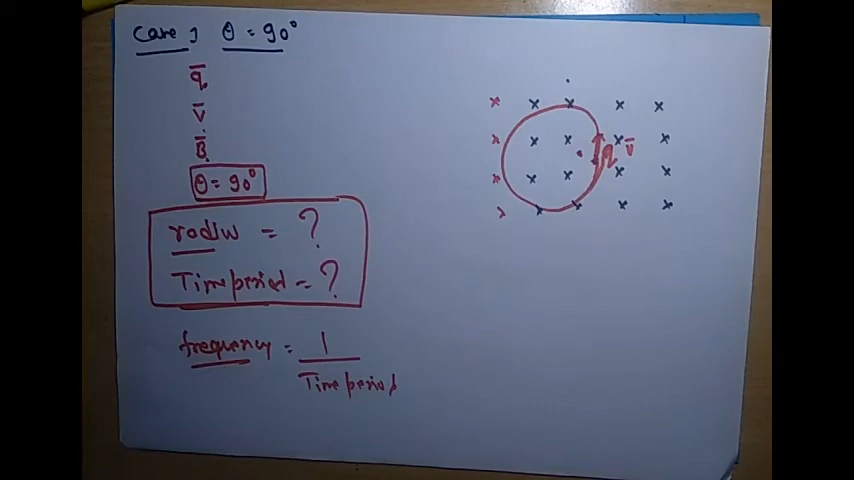 Case 1 θ = 90°
q̅
V̅
B̅
θ = 90°
radius = ?
Time period = ?
frequency = 1
Time period
x x x x x
x x x x x
q V̅
x x x x x
x x x x x